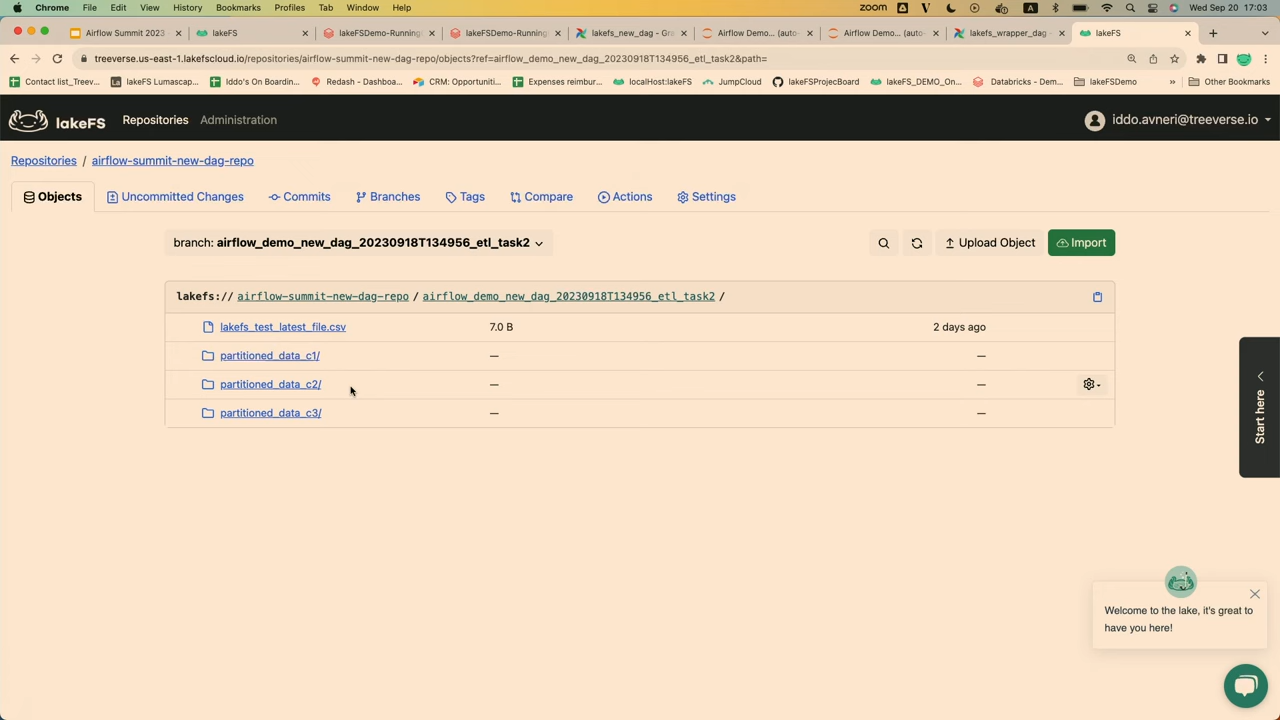 Chrome File Edit View History Bookmarks Profiles Tab Window Help zoom A Wed Sep 20 17:03
Airflow Summit 2023 lakeFS lakeFSDemo-Running lakeFSDemo-Running lakefs_new_dag - Gra Airflow Demo... (auto- Airflow Demo... (auto- lakefs_wrapper_dag - lakeFS
treeverse.us-east-1.lakefscloud.io/repositories/airflow-summit-new-dag-repo/objects?ref=airflow_demo_new_dag_20230918T134956_etl_task2&path=
Contact list_Treev... lakeFS Lumascap... Iddo's On Boarding... Redash - Dashboa... CRM: Opportuniti... Expenses reimbur... localHost:lakeFS JumpCloud lakeFSProjecBoard lakeFS_DEMO_On... Databricks - Dem... lakeFSDemo » Other Bookmarks
lakeFS Repositories Administration iddo.avneri@treeverse.io
Repositories / airflow-summit-new-dag-repo
Objects Uncommitted Changes Commits Branches Tags Compare Actions Settings
branch: airflow_demo_new_dag_20230918T134956_etl_task2 Upload Object Import
lakefs:// airflow-summit-new-dag-repo / airflow_demo_new_dag_20230918T134956_etl_task2 /
lakefs_test_latest_file.csv 7.0 B 2 days ago
partitioned_data_c1/ — —
partitioned_data_c2/ — —
partitioned_data_c3/ — —
Start here
Welcome to the lake, it's great to
have you here!